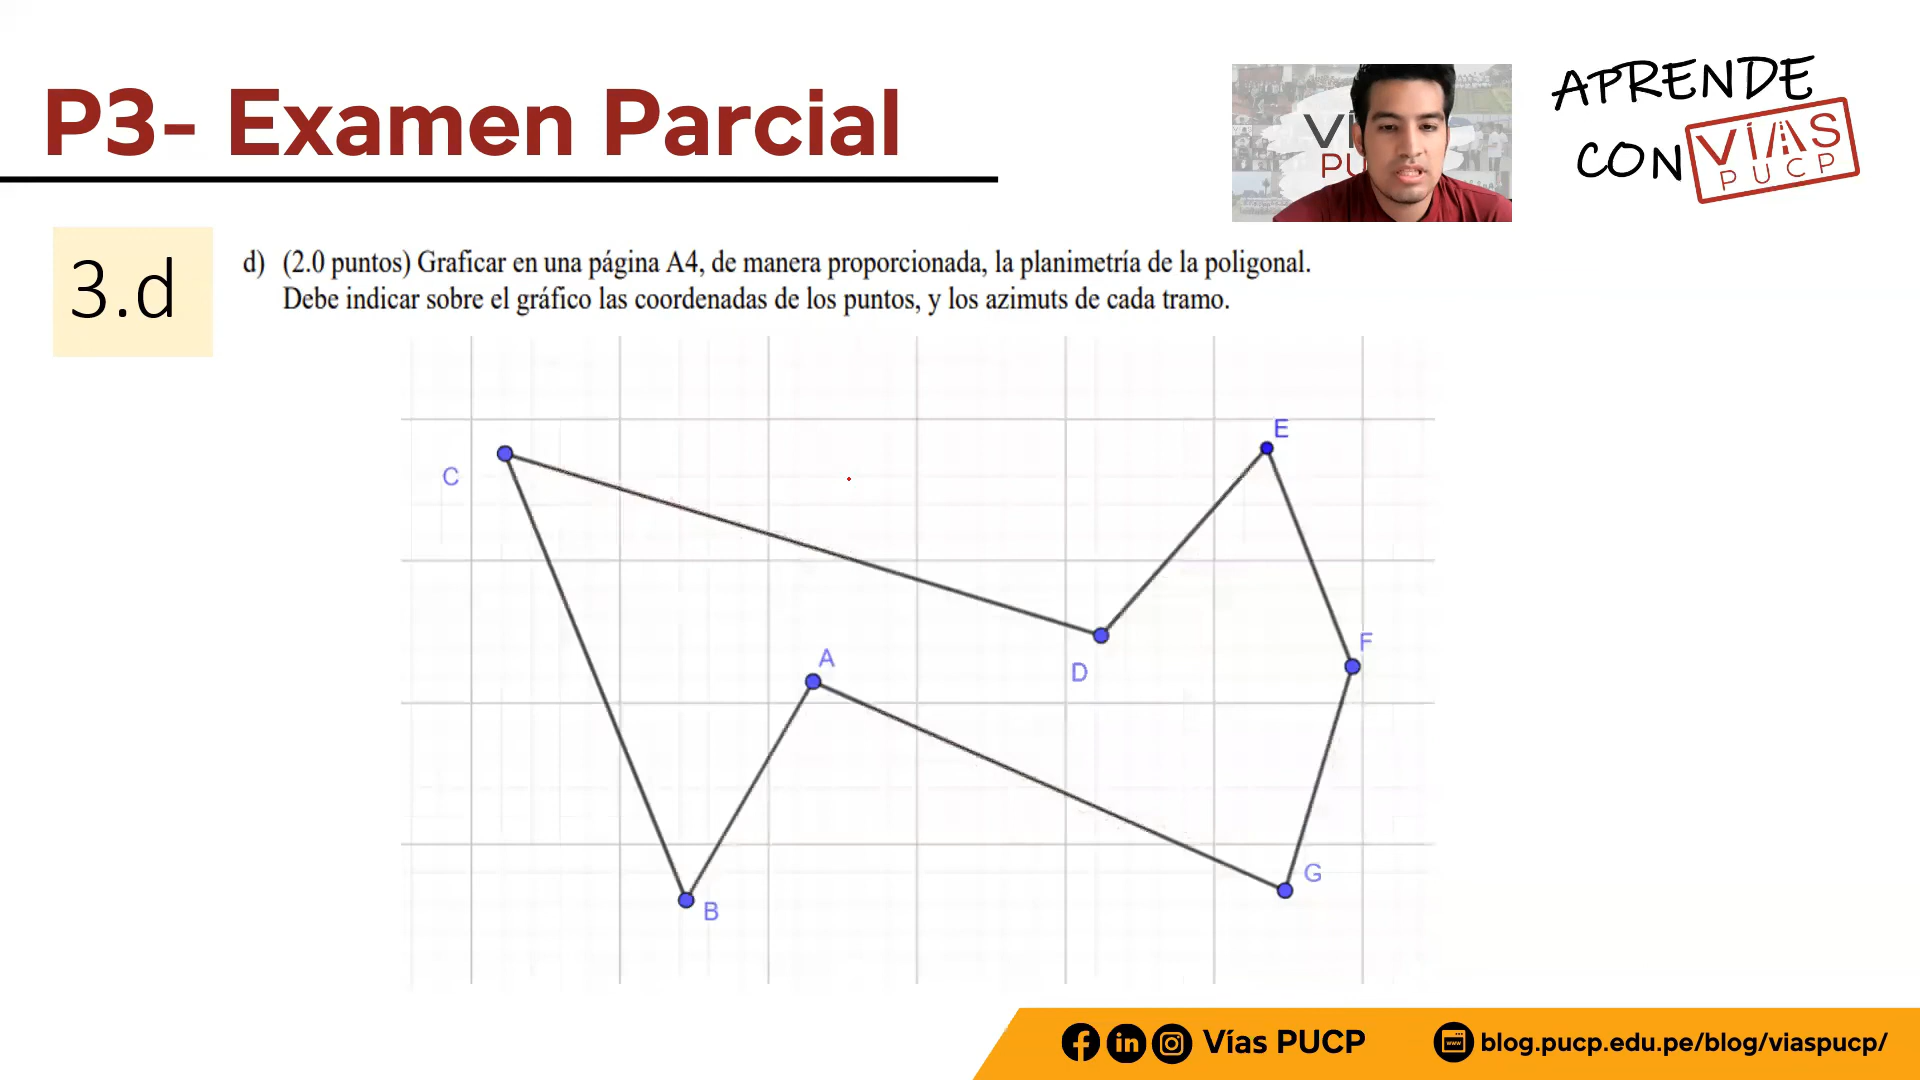 P3- Examen Parcial
APRENDE
CON VÍAS
PUCP
3.d
d) (2.0 puntos) Graficar en una página A4, de manera proporcionada, la planimetría de la poligonal.
Debe indicar sobre el gráfico las coordenadas de los puntos, y los azimuts de cada tramo.
E
C
F
A
D
G
B
Vías PUCP
www
blog.pucp.edu.pe/blog/viaspucp/